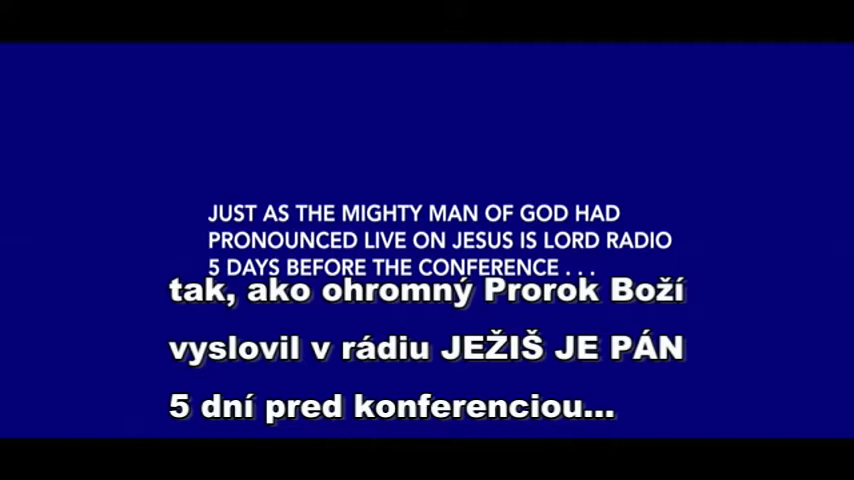 JUST AS THE MIGHTY MAN OF GOD HAD
PRONOUNCED LIVE ON JESUS IS LORD RADIO
5 DAYS BEFORE THE CONFERENCE . . .
tak, ako ohromný Prorok Boží
vyslovil v rádiu JEŽIŠ JE PÁN
5 dní pred konferenciou...